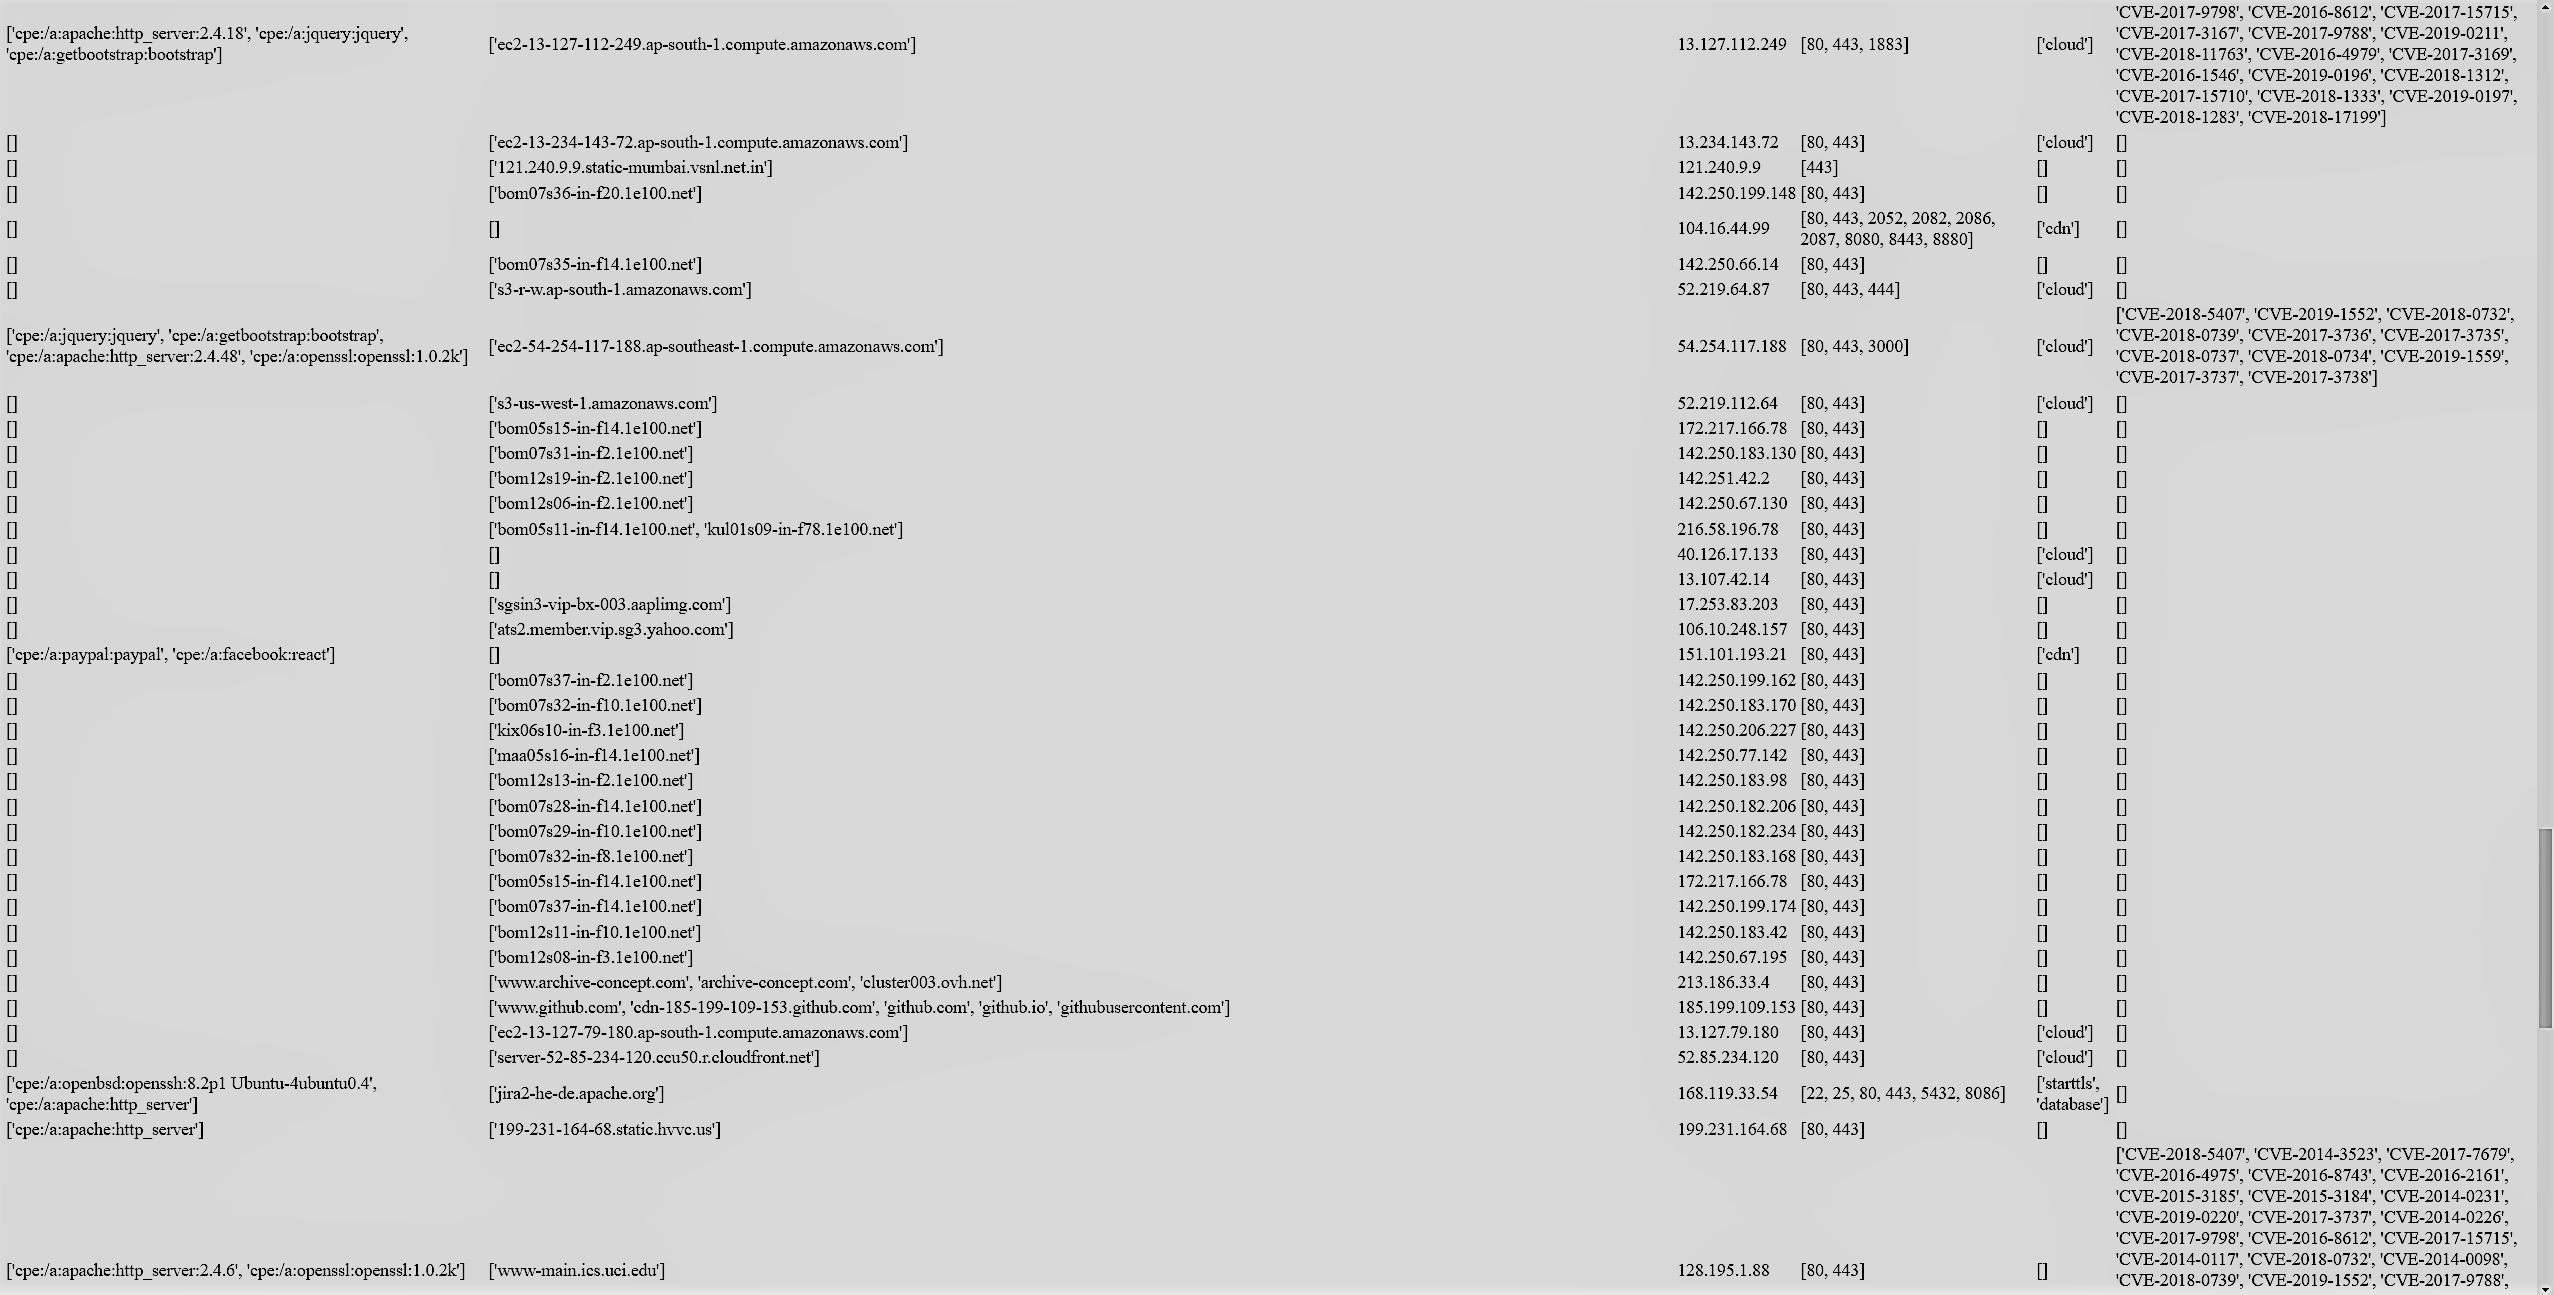 'CVE-2017-9798', 'CVE-2016-8612', 'CVE-2017-15715',
['cpe:/a:apache:http_server:2.4.18', 'cpe:/a:jquery:jquery',
'cpe:/a:getbootstrap:bootstrap'] ['ec2-13-127-112-249.ap-south-1.compute.amazonaws.com'] 13.127.112.249 [80, 443, 1883] ['cloud']
'CVE-2017-3167', 'CVE-2017-9788', 'CVE-2019-0211',
'CVE-2018-11763', 'CVE-2016-4979', 'CVE-2017-3169',
'CVE-2016-1546', 'CVE-2019-0196', 'CVE-2018-1312',
'CVE-2017-15710', 'CVE-2018-1333', 'CVE-2019-0197',
'CVE-2018-1283', 'CVE-2018-17199']
[] ['ec2-13-234-143-72.ap-south-1.compute.amazonaws.com'] 13.234.143.72 [80, 443] ['cloud'] []
[] ['121.240.9.9.static-mumbai.vsnl.net.in'] 121.240.9.9 [443] [] []
[] ['bom07s36-in-f20.1e100.net'] 142.250.199.148 [80, 443] [] []
[] [] 104.16.44.99 [80, 443, 2052, 2082, 2086,
2087, 8080, 8443, 8880] ['cdn'] []
[] ['bom07s35-in-f14.1e100.net'] 142.250.66.14 [80, 443] [] []
[] ['s3-r-w.ap-south-1.amazonaws.com'] 52.219.64.87 [80, 443, 444] ['cloud'] []
['cpe:/a:jquery:jquery', 'cpe:/a:getbootstrap:bootstrap',
'cpe:/a:apache:http_server:2.4.48', 'cpe:/a:openssl:openssl:1.0.2k'] ['ec2-54-254-117-188.ap-southeast-1.compute.amazonaws.com'] 54.254.117.188 [80, 443, 3000] ['cloud']
['CVE-2018-5407', 'CVE-2019-1552', 'CVE-2018-0732',
'CVE-2018-0739', 'CVE-2017-3736', 'CVE-2017-3735',
'CVE-2018-0737', 'CVE-2018-0734', 'CVE-2019-1559',
'CVE-2017-3737', 'CVE-2017-3738']
[] ['s3-us-west-1.amazonaws.com'] 52.219.112.64 [80, 443] ['cloud'] []
[] ['bom05s15-in-f14.1e100.net'] 172.217.166.78 [80, 443] [] []
[] ['bom07s31-in-f2.1e100.net'] 142.250.183.130 [80, 443] [] []
[] ['bom12s19-in-f2.1e100.net'] 142.251.42.2 [80, 443] [] []
[] ['bom12s06-in-f2.1e100.net'] 142.250.67.130 [80, 443] [] []
[] ['bom05s11-in-f14.1e100.net', 'kul01s09-in-f78.1e100.net'] 216.58.196.78 [80, 443] [] []
[] [] 40.126.17.133 [80, 443] ['cloud'] []
[] [] 13.107.42.14 [80, 443] ['cloud'] []
[] ['sgsin3-vip-bx-003.aaplimg.com'] 17.253.83.203 [80, 443] [] []
[] ['ats2.member.vip.sg3.yahoo.com'] 106.10.248.157 [80, 443] [] []
['cpe:/a:paypal:paypal', 'cpe:/a:facebook:react'] [] 151.101.193.21 [80, 443] ['cdn'] []
[] ['bom07s37-in-f2.1e100.net'] 142.250.199.162 [80, 443] [] []
[] ['bom07s32-in-f10.1e100.net'] 142.250.183.170 [80, 443] [] []
[] ['kix06s10-in-f3.1e100.net'] 142.250.206.227 [80, 443] [] []
[] ['maa05s16-in-f14.1e100.net'] 142.250.77.142 [80, 443] [] []
[] ['bom12s13-in-f2.1e100.net'] 142.250.183.98 [80, 443] [] []
[] ['bom07s28-in-f14.1e100.net'] 142.250.182.206 [80, 443] [] []
[] ['bom07s29-in-f10.1e100.net'] 142.250.182.234 [80, 443] [] []
[] ['bom07s32-in-f8.1e100.net'] 142.250.183.168 [80, 443] [] []
[] ['bom05s15-in-f14.1e100.net'] 172.217.166.78 [80, 443] [] []
[] ['bom07s37-in-f14.1e100.net'] 142.250.199.174 [80, 443] [] []
[] ['bom12s11-in-f10.1e100.net'] 142.250.183.42 [80, 443] [] []
[] ['bom12s08-in-f3.1e100.net'] 142.250.67.195 [80, 443] [] []
[] ['www.archive-concept.com', 'archive-concept.com', 'cluster003.ovh.net'] 213.186.33.4 [80, 443] [] []
[] ['www.github.com', 'cdn-185-199-109-153.github.com', 'github.com', 'github.io', 'githubusercontent.com'] 185.199.109.153 [80, 443] [] []
[] ['ec2-13-127-79-180.ap-south-1.compute.amazonaws.com'] 13.127.79.180 [80, 443] ['cloud'] []
[] ['server-52-85-234-120.ccu50.r.cloudfront.net'] 52.85.234.120 [80, 443] ['cloud'] []
['cpe:/a:openbsd:openssh:8.2p1 Ubuntu-4ubuntu0.4',
'cpe:/a:apache:http_server'] ['jira2-he-de.apache.org'] 168.119.33.54 [22, 25, 80, 443, 5432, 8086] ['starttls',
'database'] []
['cpe:/a:apache:http_server'] ['199-231-164-68.static.hvvc.us'] 199.231.164.68 [80, 443] [] []
['CVE-2018-5407', 'CVE-2014-3523', 'CVE-2017-7679',
'CVE-2016-4975', 'CVE-2016-8743', 'CVE-2016-2161',
'CVE-2015-3185', 'CVE-2015-3184', 'CVE-2014-0231',
'CVE-2019-0220', 'CVE-2017-3737', 'CVE-2014-0226',
'CVE-2017-9798', 'CVE-2016-8612', 'CVE-2017-15715',
'CVE-2014-0117', 'CVE-2018-0732', 'CVE-2014-0098',
['cpe:/a:apache:http_server:2.4.6', 'cpe:/a:openssl:openssl:1.0.2k'] ['www-main.ics.uci.edu'] 128.195.1.88 [80, 443] []
'CVE-2018-0739', 'CVE-2019-1552', 'CVE-2017-9788',